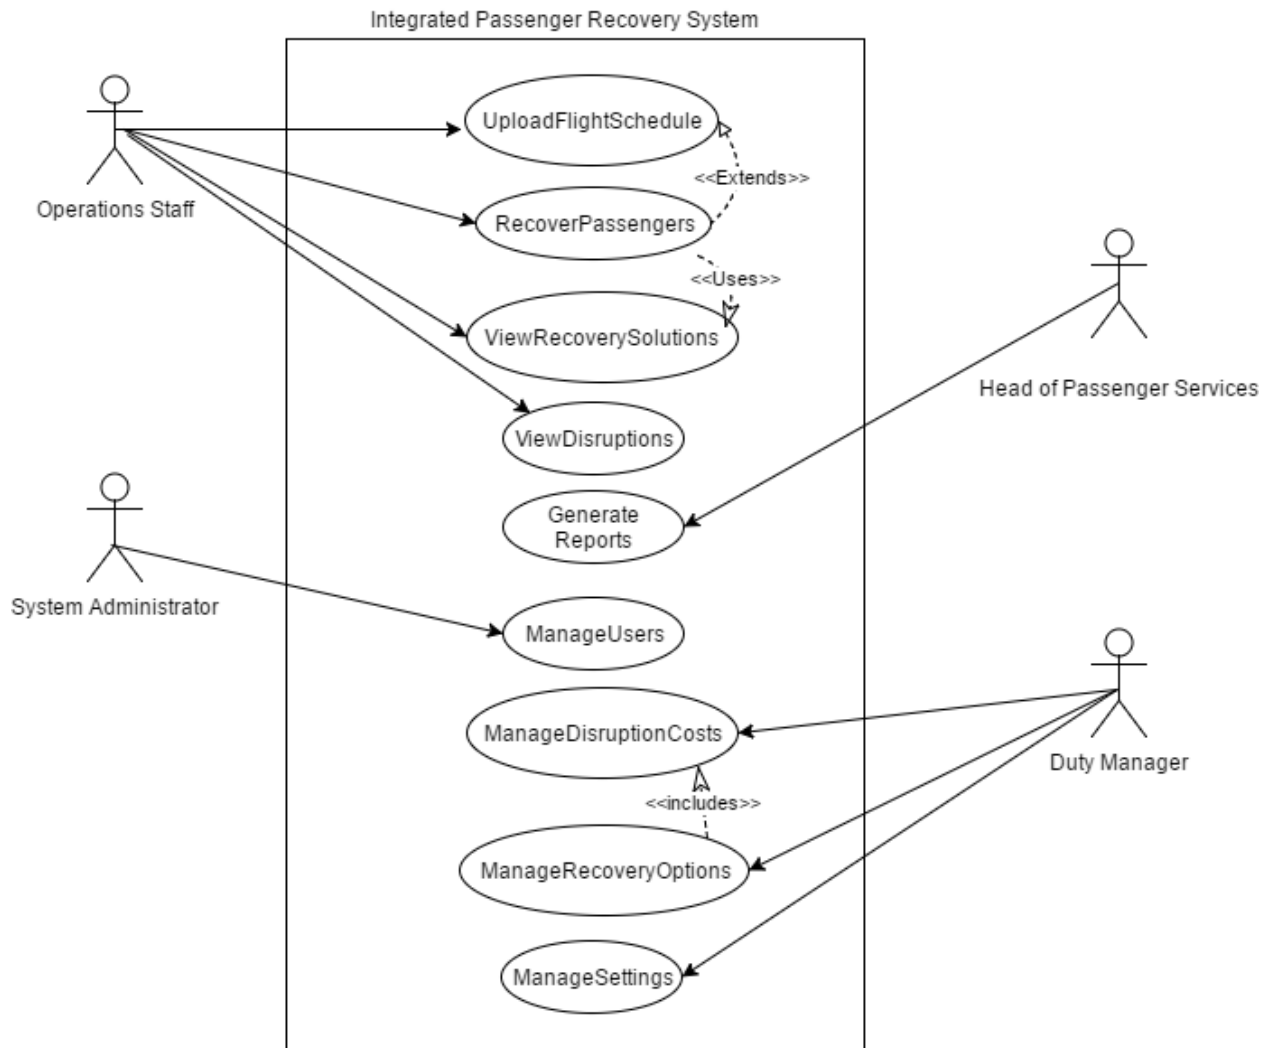 Integrated Passenger Recovery System
UploadFlightSchedule
<<Extends>>
Operations Staff
RecoverPassengers
<<Uses>>
ViewRecoverySolutions
Head of Passenger Services
ViewDisruptions
Generate
Reports
System Administrator
ManageUsers
ManageDisruptionCosts
Duty Manager
<<includes>>
ManageRecoveryOptions
ManageSettings